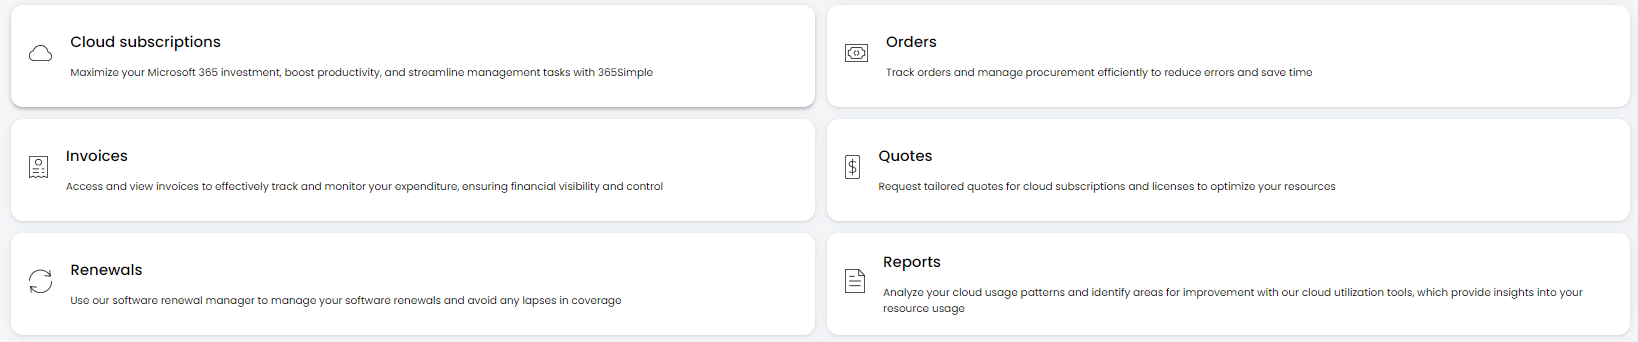 Cloud subscriptions
Maximize your Microsoft 365 investment, boost productivity, and streamline management tasks with 365Simple
Orders
Track orders and manage procurement efficiently to reduce errors and save time
Invoices
Access and view invoices to effectively track and monitor your expenditure, ensuring financial visibility and control
Quotes
Request tailored quotes for cloud subscriptions and licenses to optimize your resources
Renewals
Use our software renewal manager to manage your software renewals and avoid any lapses in coverage
Reports
Analyze your cloud usage patterns and identify areas for improvement with our cloud utilization tools, which provide insights into your
resource usage